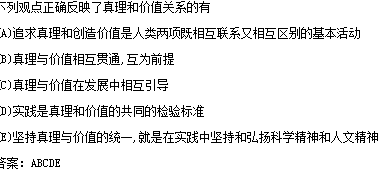 下列观点正确反映了真理和价值关系的有
(A)追求真理和创造价值是人类两项既相互联系又相互区别的基本活动
(B)真理与价值相互贯通,互为前提
(C)真理与价值在发展中相互引导
(D)实践是真理和价值的共同的检验标准
(E)坚持真理与价值的统一,就是在实践中坚持和弘扬科学精神和人文精神
答案: ABCDE